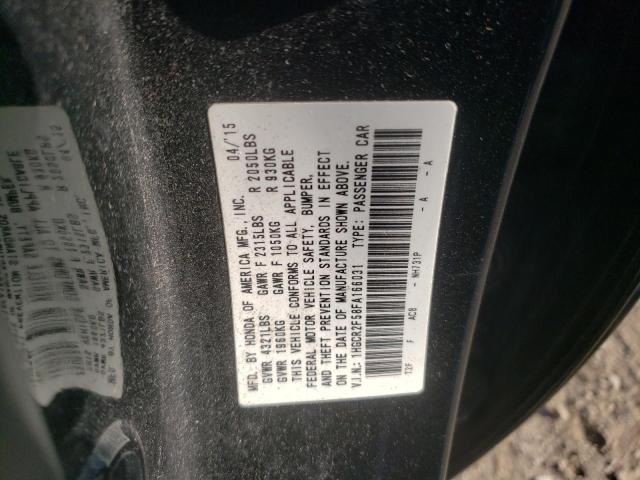 MFD. BY HONDA OF AMERICA MFG., INC. 04/'15
GVWR 4321LBS GAWR F 2315LBS R 2050LBS
GVWR 1960KG GAWR F 1050KG R 930KG
THIS VEHICLE CONFORMS TO ALL APPLICABLE
FEDERAL MOTOR VEHICLE SAFETY, BUMPER,
AND THEFT PREVENTION STANDARDS IN EFFECT
ON THE DATE OF MANUFACTURE SHOWN ABOVE.
V.I.N.: 1HGCR2F58FA166031 TYPE: PASSENGER CAR
T2F F AC8 - NH731P - A - A